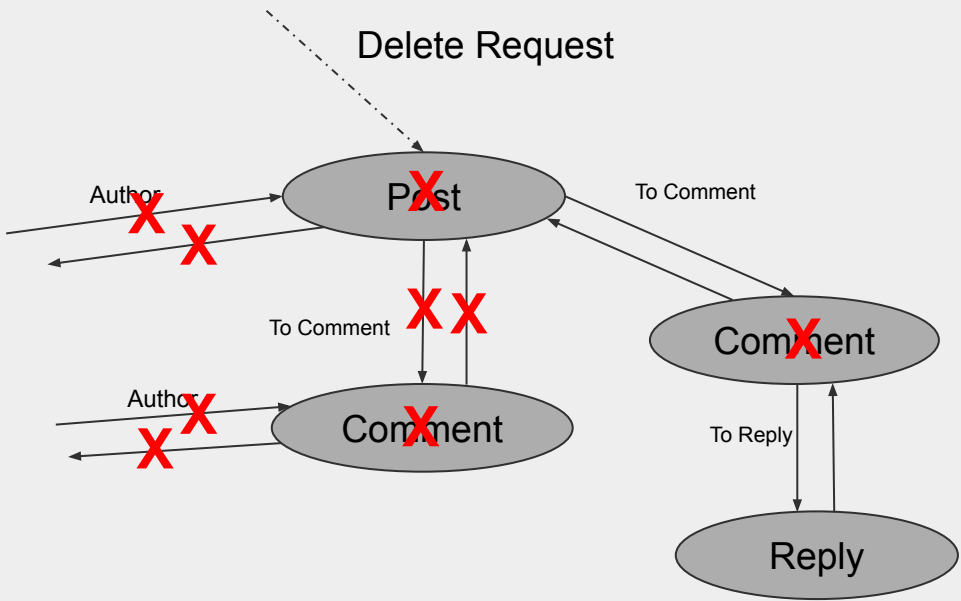 Delete Request
Author
X
X
Post
X
To Comment
To Comment
X
X
Comment
X
Author
X
X
Comment
X
To Reply
Reply